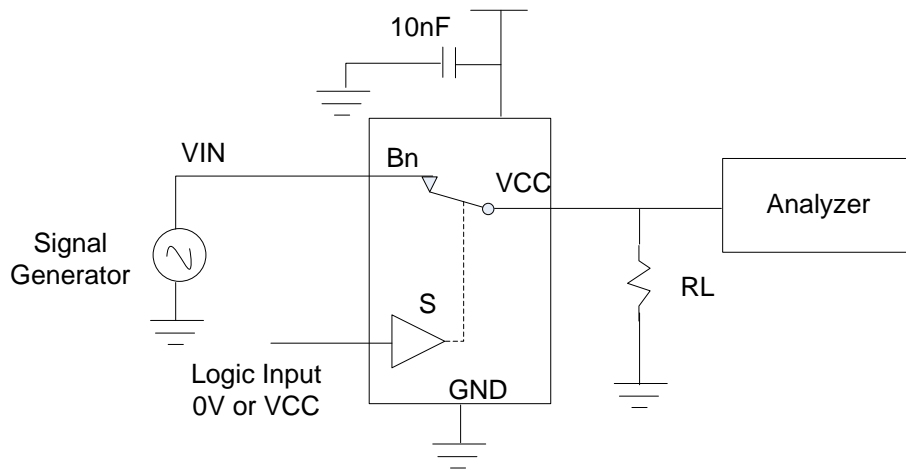 10nF
VIN
Bn
VCC
Analyzer
Signal
Generator
RL
S
Logic Input
0V or VCC
GND